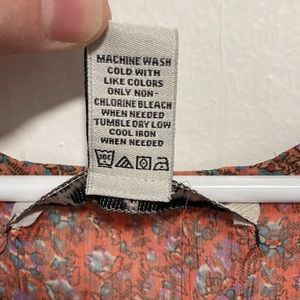 MACHINE WASH
COLD WITH
LIKE COLORS
ONLY NON-
CHLORINE BLEACH
WHEN NEEDED
TUMBLE DRY LOW
COOL IRON
WHEN NEEDED
30C